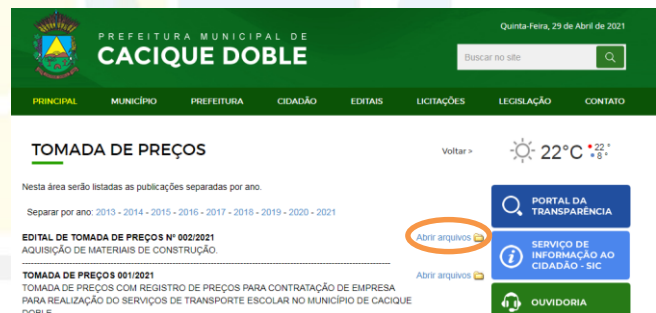 Quinta-Feira, 29 de Abril de 2021
PREFEITURA MUNICIPAL DE
CACIQUE DOBLE
Buscar no site
PRINCIPAL MUNICÍPIO PREFEITURA CIDADÃO EDITAIS LICITAÇÕES LEGISLAÇÃO CONTATO
TOMADA DE PREÇOS
Voltar >
22°C 22° 8°
Nesta área serão listadas as publicações separadas por ano.
Separar por ano: 2013 - 2014 - 2015 - 2016 - 2017 - 2018 - 2019 - 2020 - 2021
EDITAL DE TOMADA DE PREÇOS Nº 002/2021
AQUISIÇÃO DE MATERIAIS DE CONSTRUÇÃO.
Abrir arquivos
TOMADA DE PREÇOS 001/2021
Abrir arquivos
TOMADA DE PREÇOS COM REGISTRO DE PREÇOS PARA CONTRATAÇÃO DE EMPRESA
PARA REALIZAÇÃO DO SERVIÇOS DE TRANSPORTE ESCOLAR NO MUNICÍPIO DE CACIQUE
DOBLE
PORTAL DA
TRANSPARÊNCIA
SERVIÇO DE
INFORMAÇÃO AO
CIDADÃO - SIC
OUVIDORIA